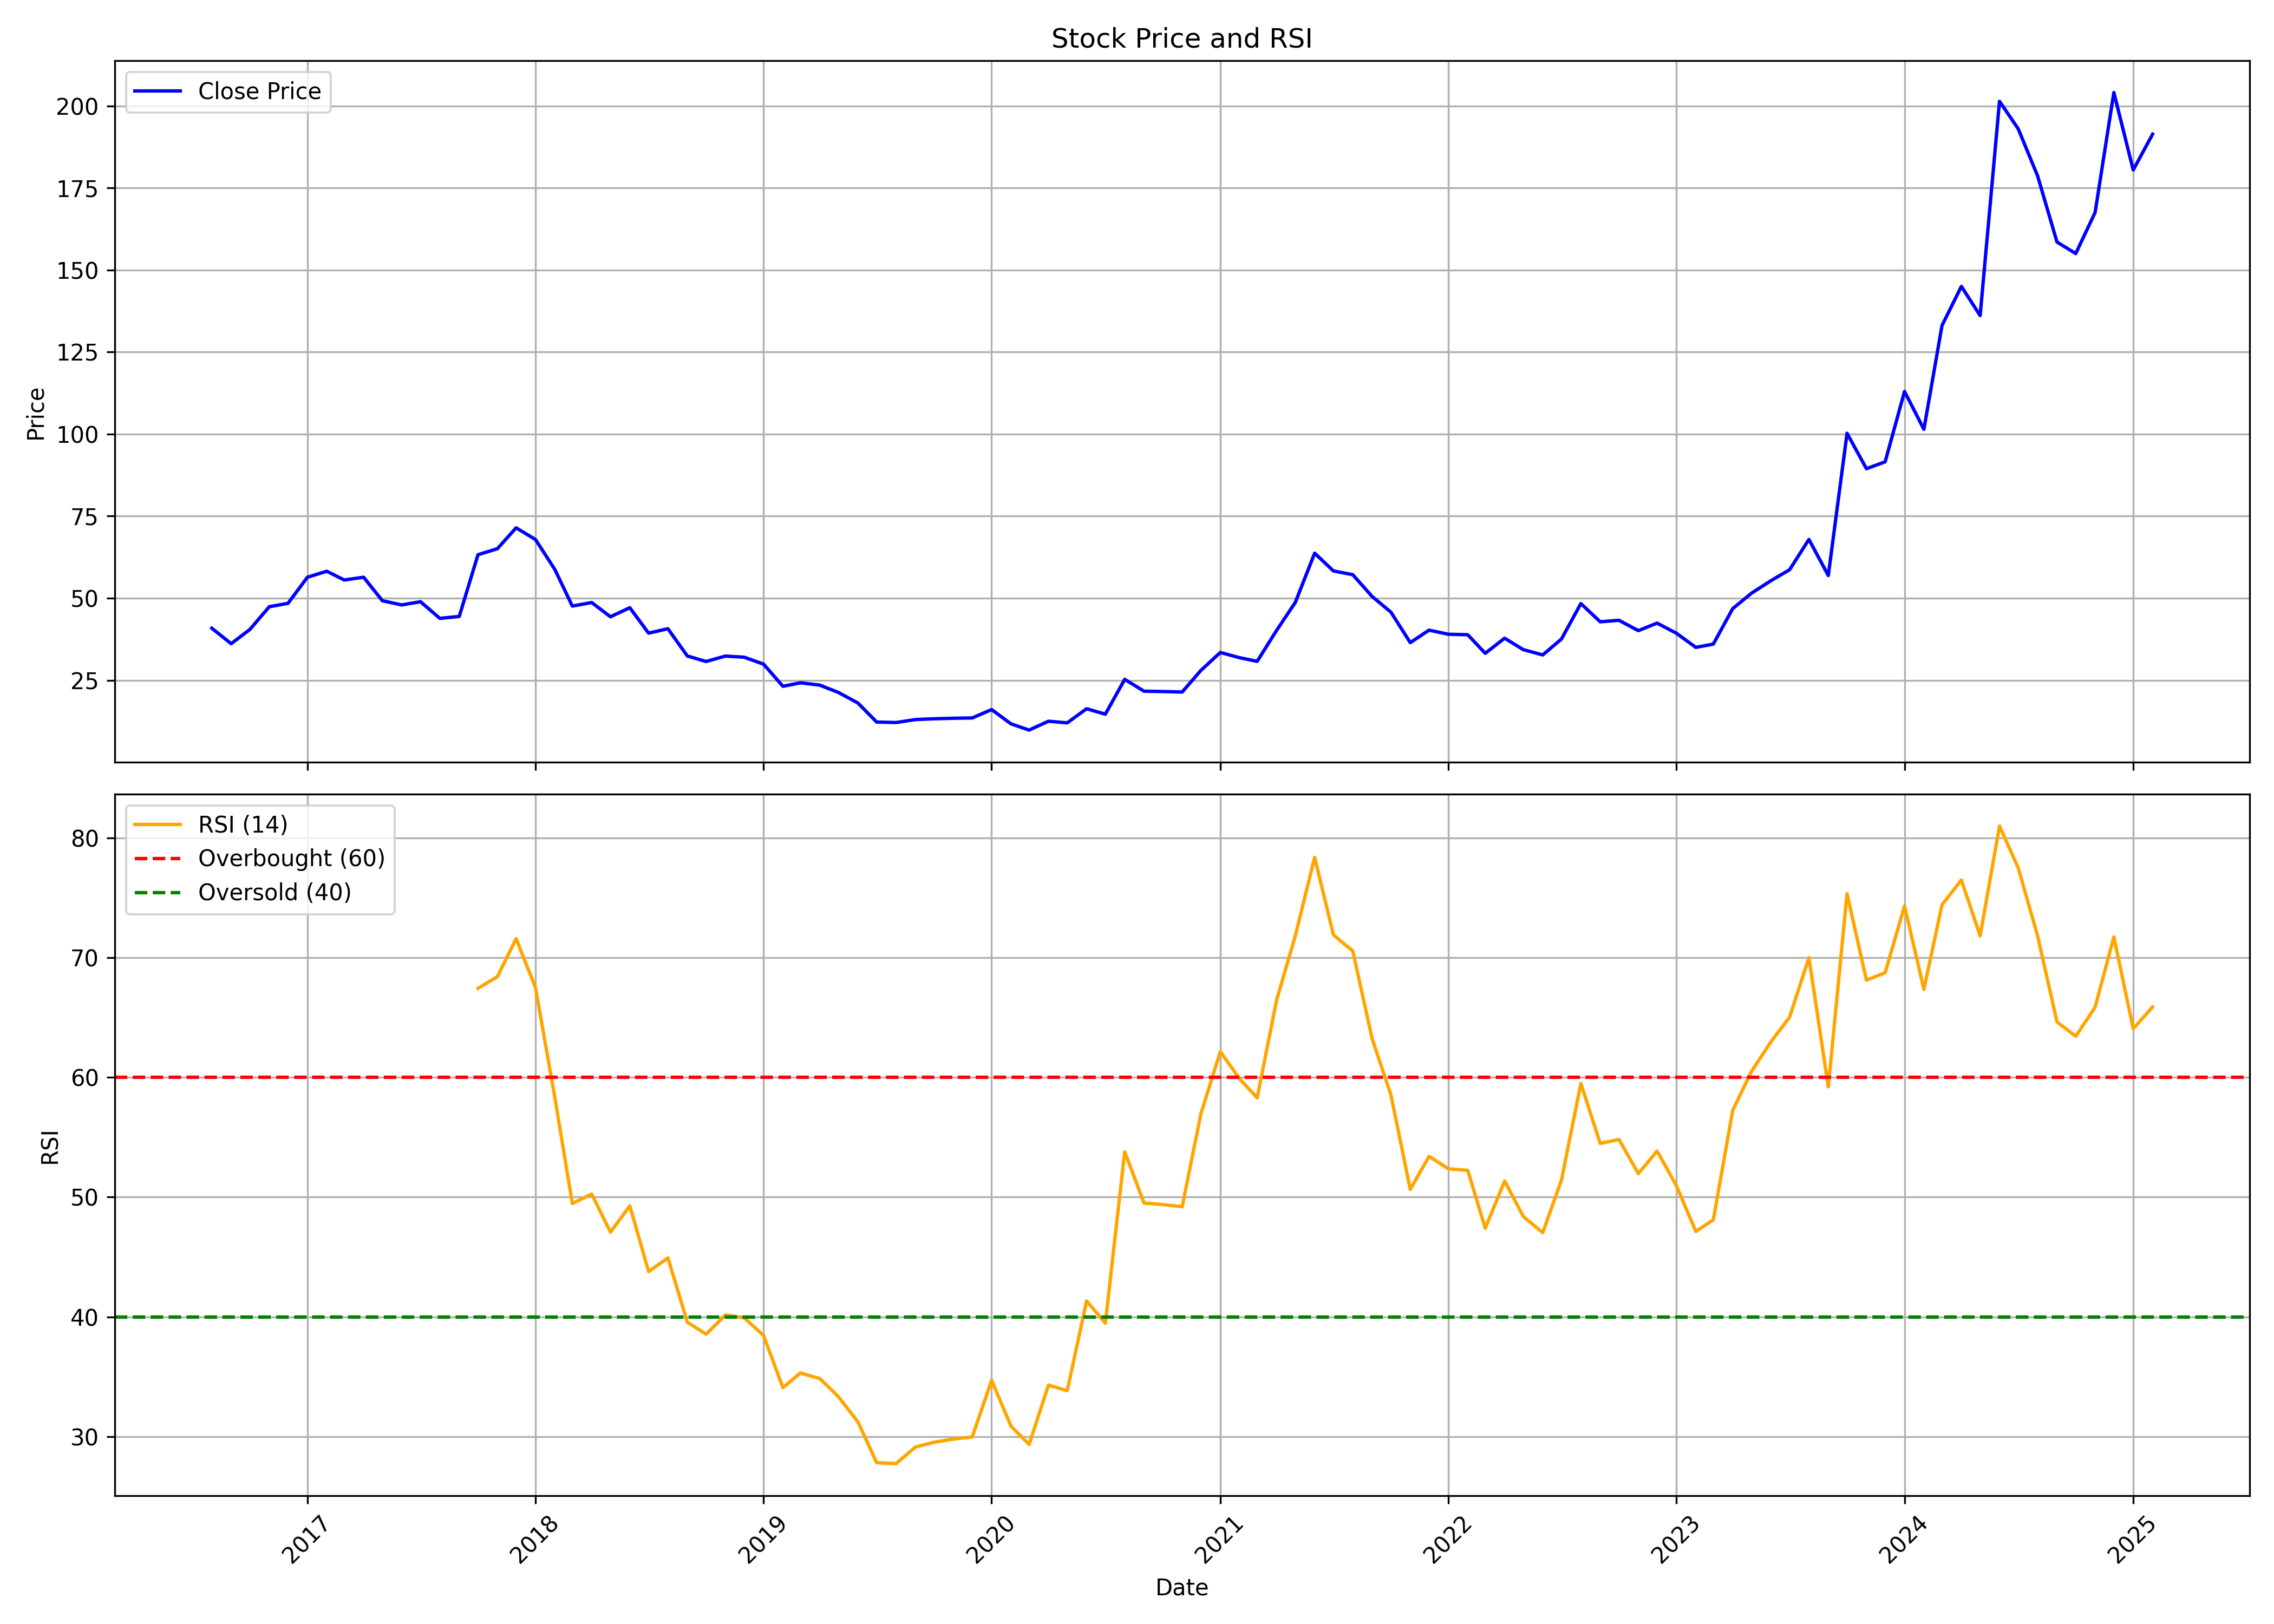 Stock Price and RSI
Close Price
200
175
150
125
100
75
50
25
Price
RSI (14)
Overbought (60)
Oversold (40)
80
70
60
50
40
30
RSI
2017
2018
2019
2020
2021
2022
2023
2024
2025
Date